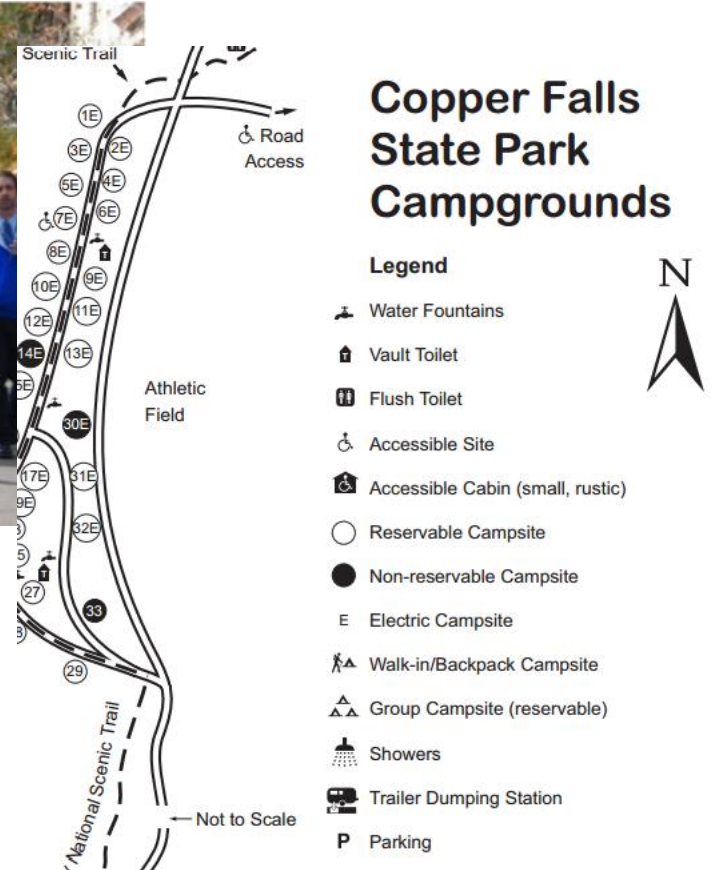 Scenic Trail
Road
Access
1E
3E
2E
5E
4E
7E
6E
8E
T
9E
10E
11E
12E
14E
13E
5E
30E
Athletic
Field
17E
31E
9E
32E
5
T
27
33
29
National Scenic Trail
Not to Scale
Copper Falls
State Park
Campgrounds
Legend
N
Water Fountains
T Vault Toilet
Flush Toilet
Accessible Site
Accessible Cabin (small, rustic)
Reservable Campsite
Non-reservable Campsite
E Electric Campsite
Walk-in/Backpack Campsite
Group Campsite (reservable)
Showers
Trailer Dumping Station
P Parking